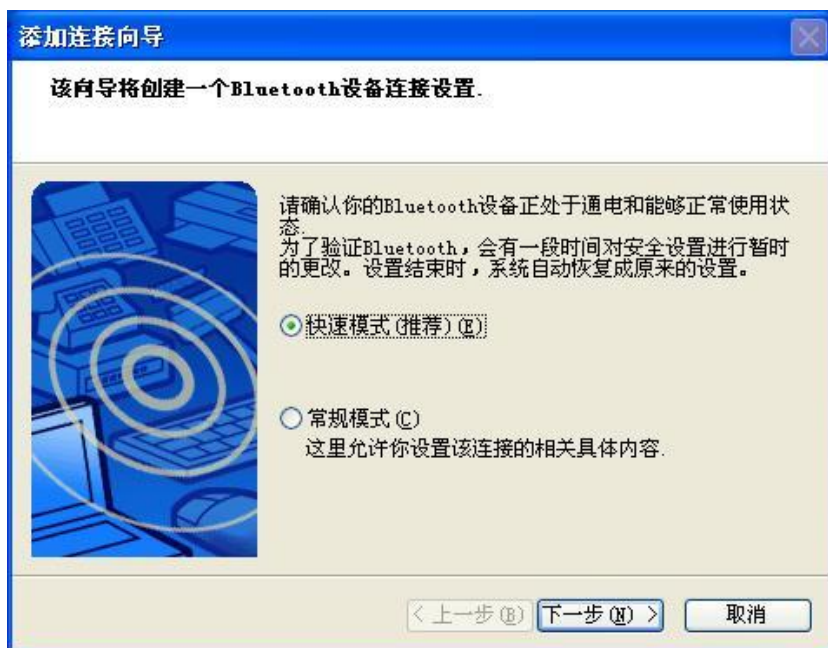 添加连接向导
该向导将创建一个Bluetooth设备连接设置.
请确认你的Bluetooth设备正处于通电和能够正常使用状
态.
为了验证Bluetooth，会有一段时间对安全设置进行暂时
的更改。设置结束时，系统自动恢复成原来的设置。
快速模式(推荐)(E)
常规模式(C)
这里允许你设置该连接的相关具体内容.
< 上一步(B)
下一步(N) >
取消